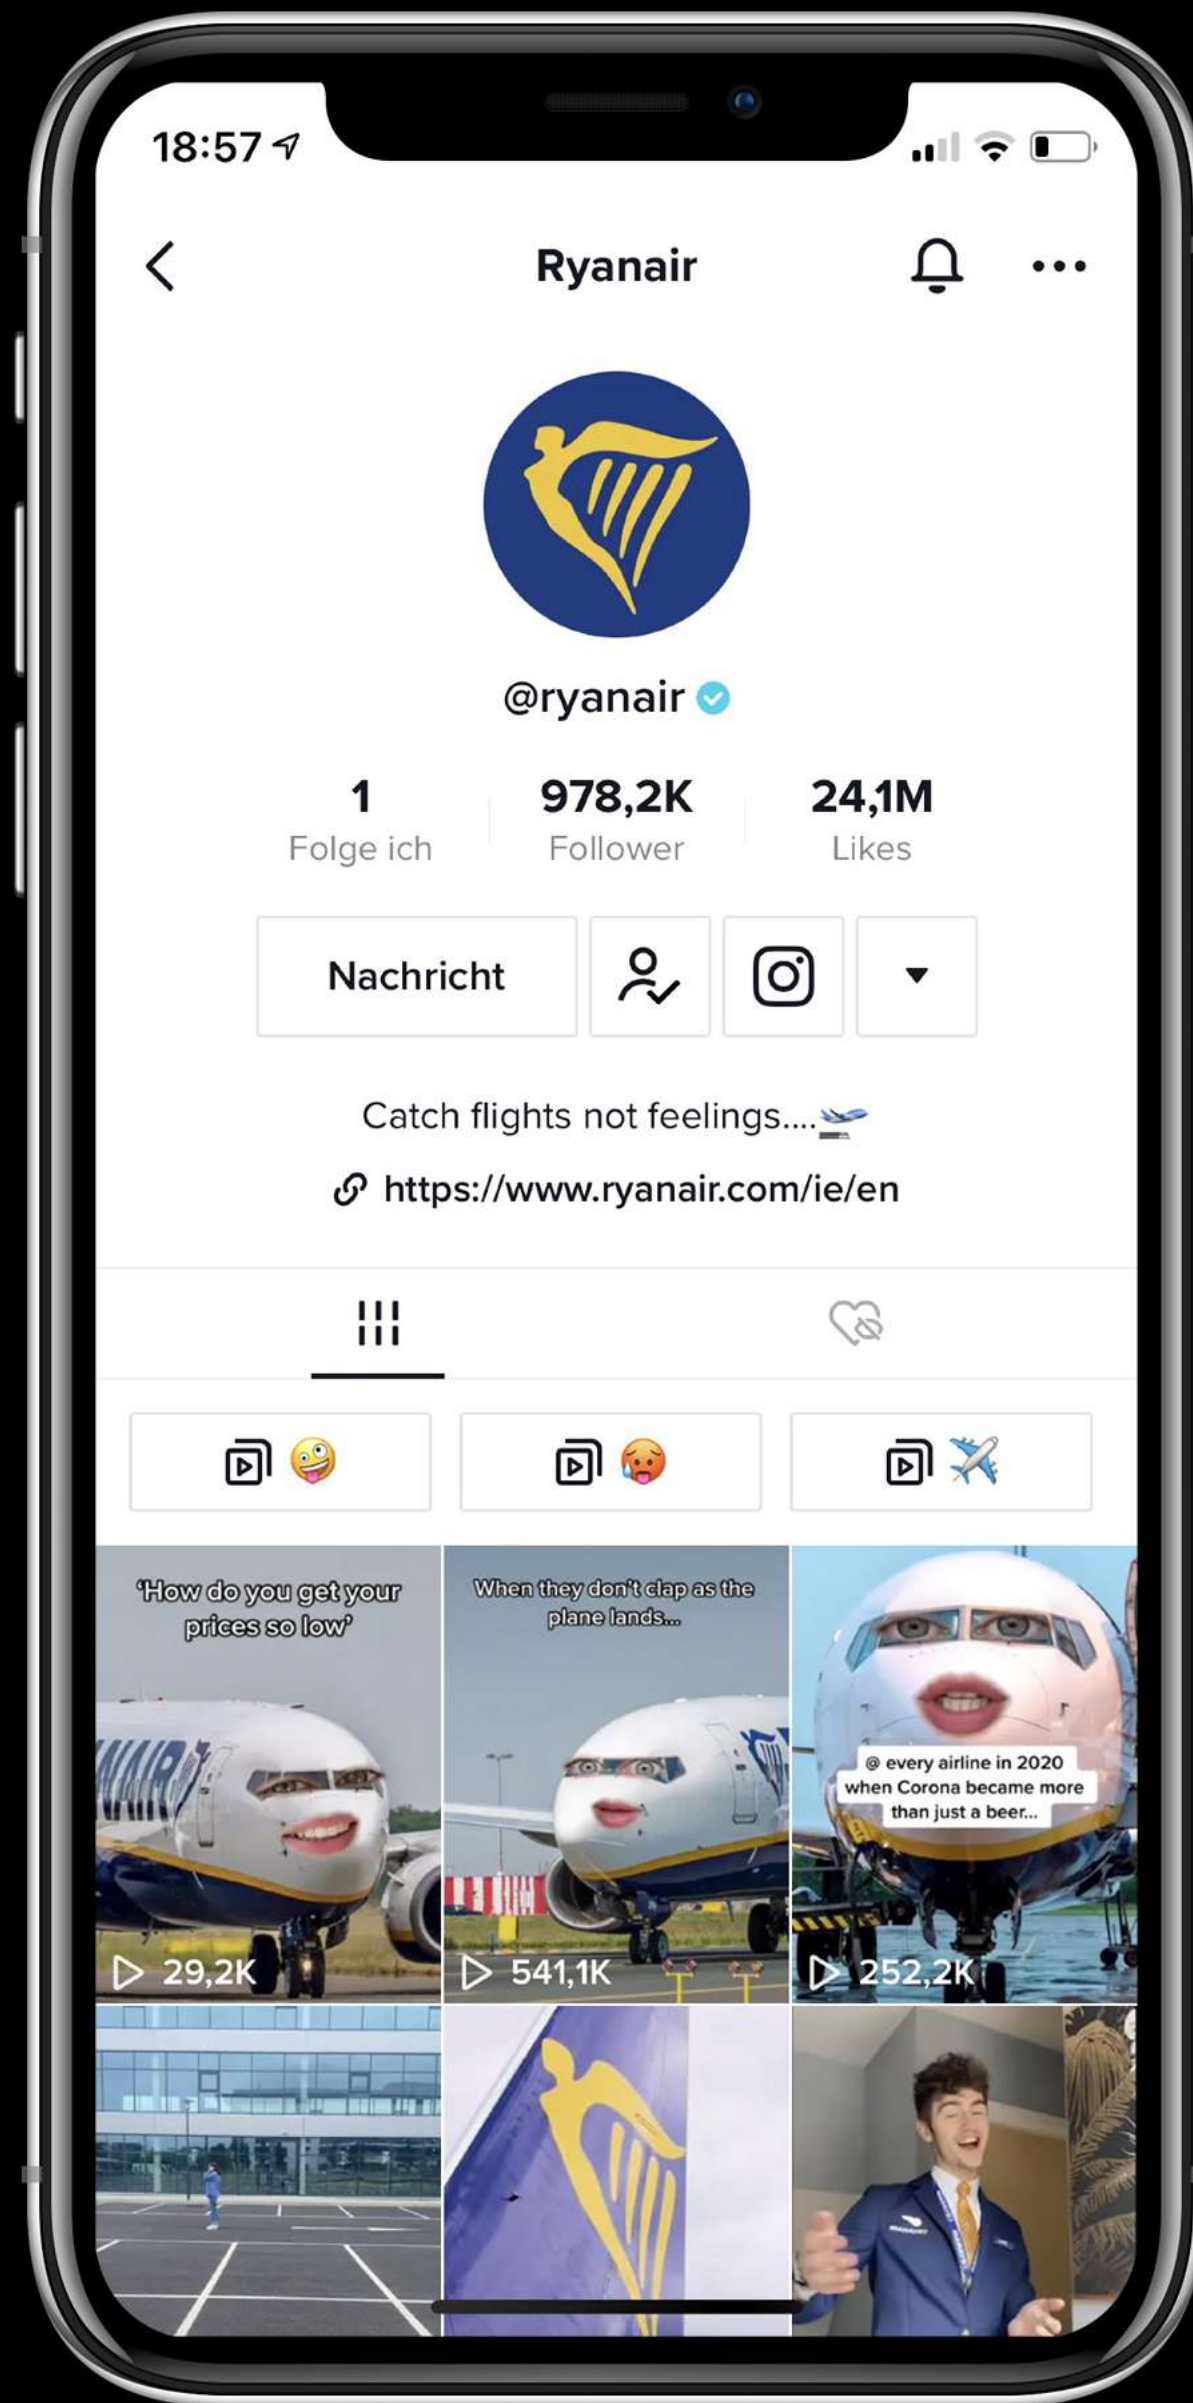 18:57
Ryanair
@ryanair
1
978,2K
24,1M
Folge ich
Follower
Likes
Nachricht
Catch flights not feelings....
https://www.ryanair.com/ie/en
'How do you get your
prices so low'
29,2K
When they don't clap as the
plane lands...
541,1K
@ every airline in 2020
when Corona became more
than just a beer...
252,2K